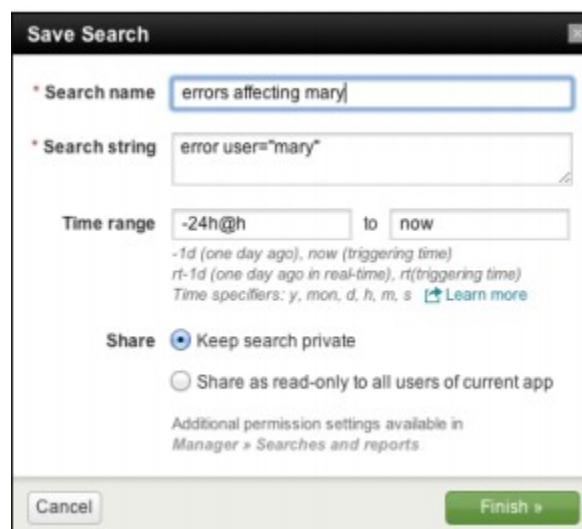 Save Search
* Search name errors affecting mary
* Search string error user="mary"
Time range -24h@h to now
-1d (one day ago), now (triggering time)
rt-1d (one day ago in real-time), rt(triggering time)
Time specifiers: y, mon, d, h, m, s Learn more
Share Keep search private
Share as read-only to all users of current app
Additional permission settings available in
Manager » Searches and reports
Cancel Finish »